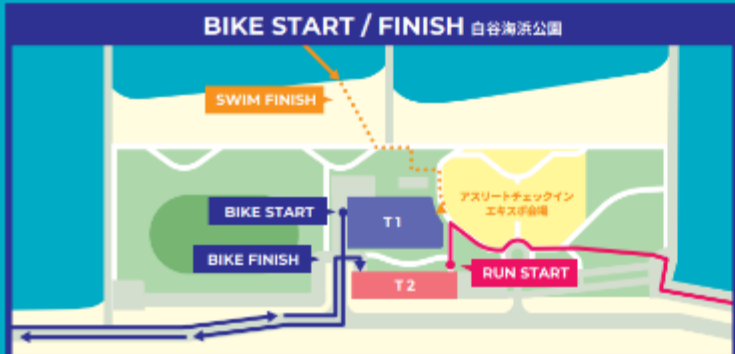 BIKE START / FINISH 白谷海浜公園
SWIM FINISH
アスリートチェックイン
エキスポ会場
BIKE START
T1
BIKE FINISH
RUN START
T2